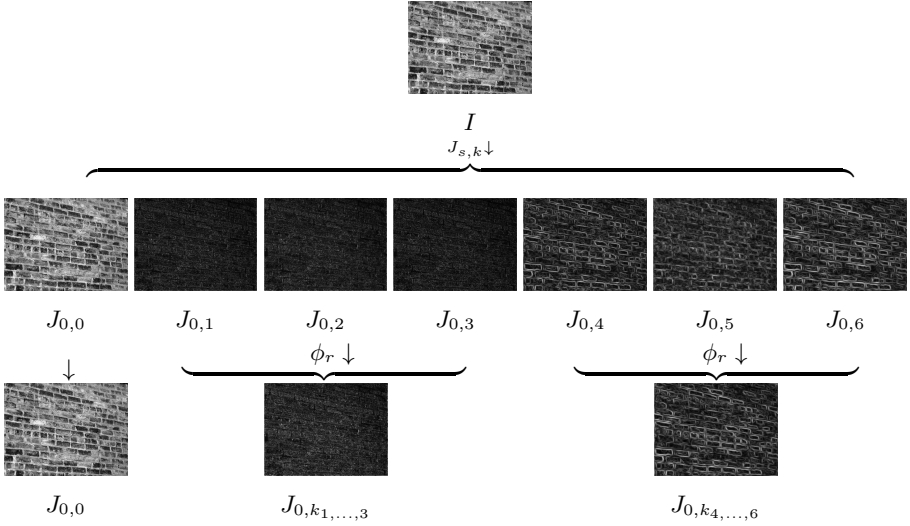 I
J_{s,k}↓
J_{0,0} J_{0,1} J_{0,2} J_{0,3} J_{0,4} J_{0,5} J_{0,6}
↓ ϕ_r ↓ ϕ_r ↓
J_{0,0} J_{0,k_{1,...,3}} J_{0,k_{4,...,6}}